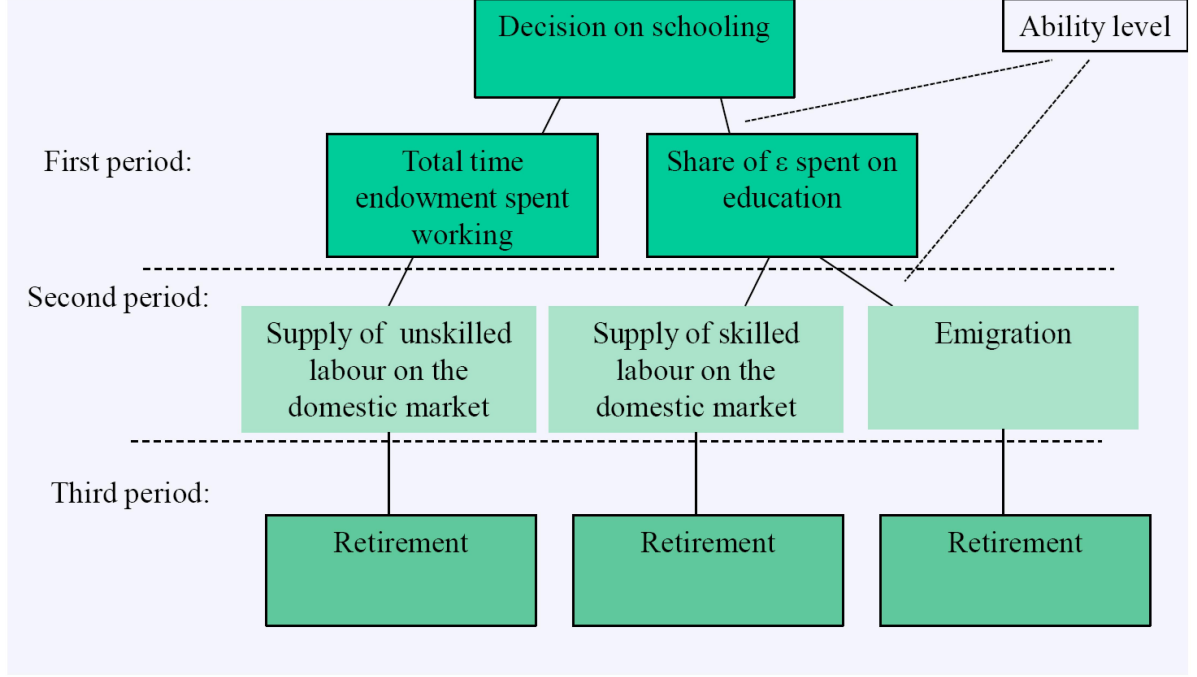 Decision on schooling
Ability level
First period:
Total time
endowment spent
working
Share of ε spent on
education
Second period:
Supply of unskilled
labour on the
domestic market
Supply of skilled
labour on the
domestic market
Emigration
Third period:
Retirement
Retirement
Retirement